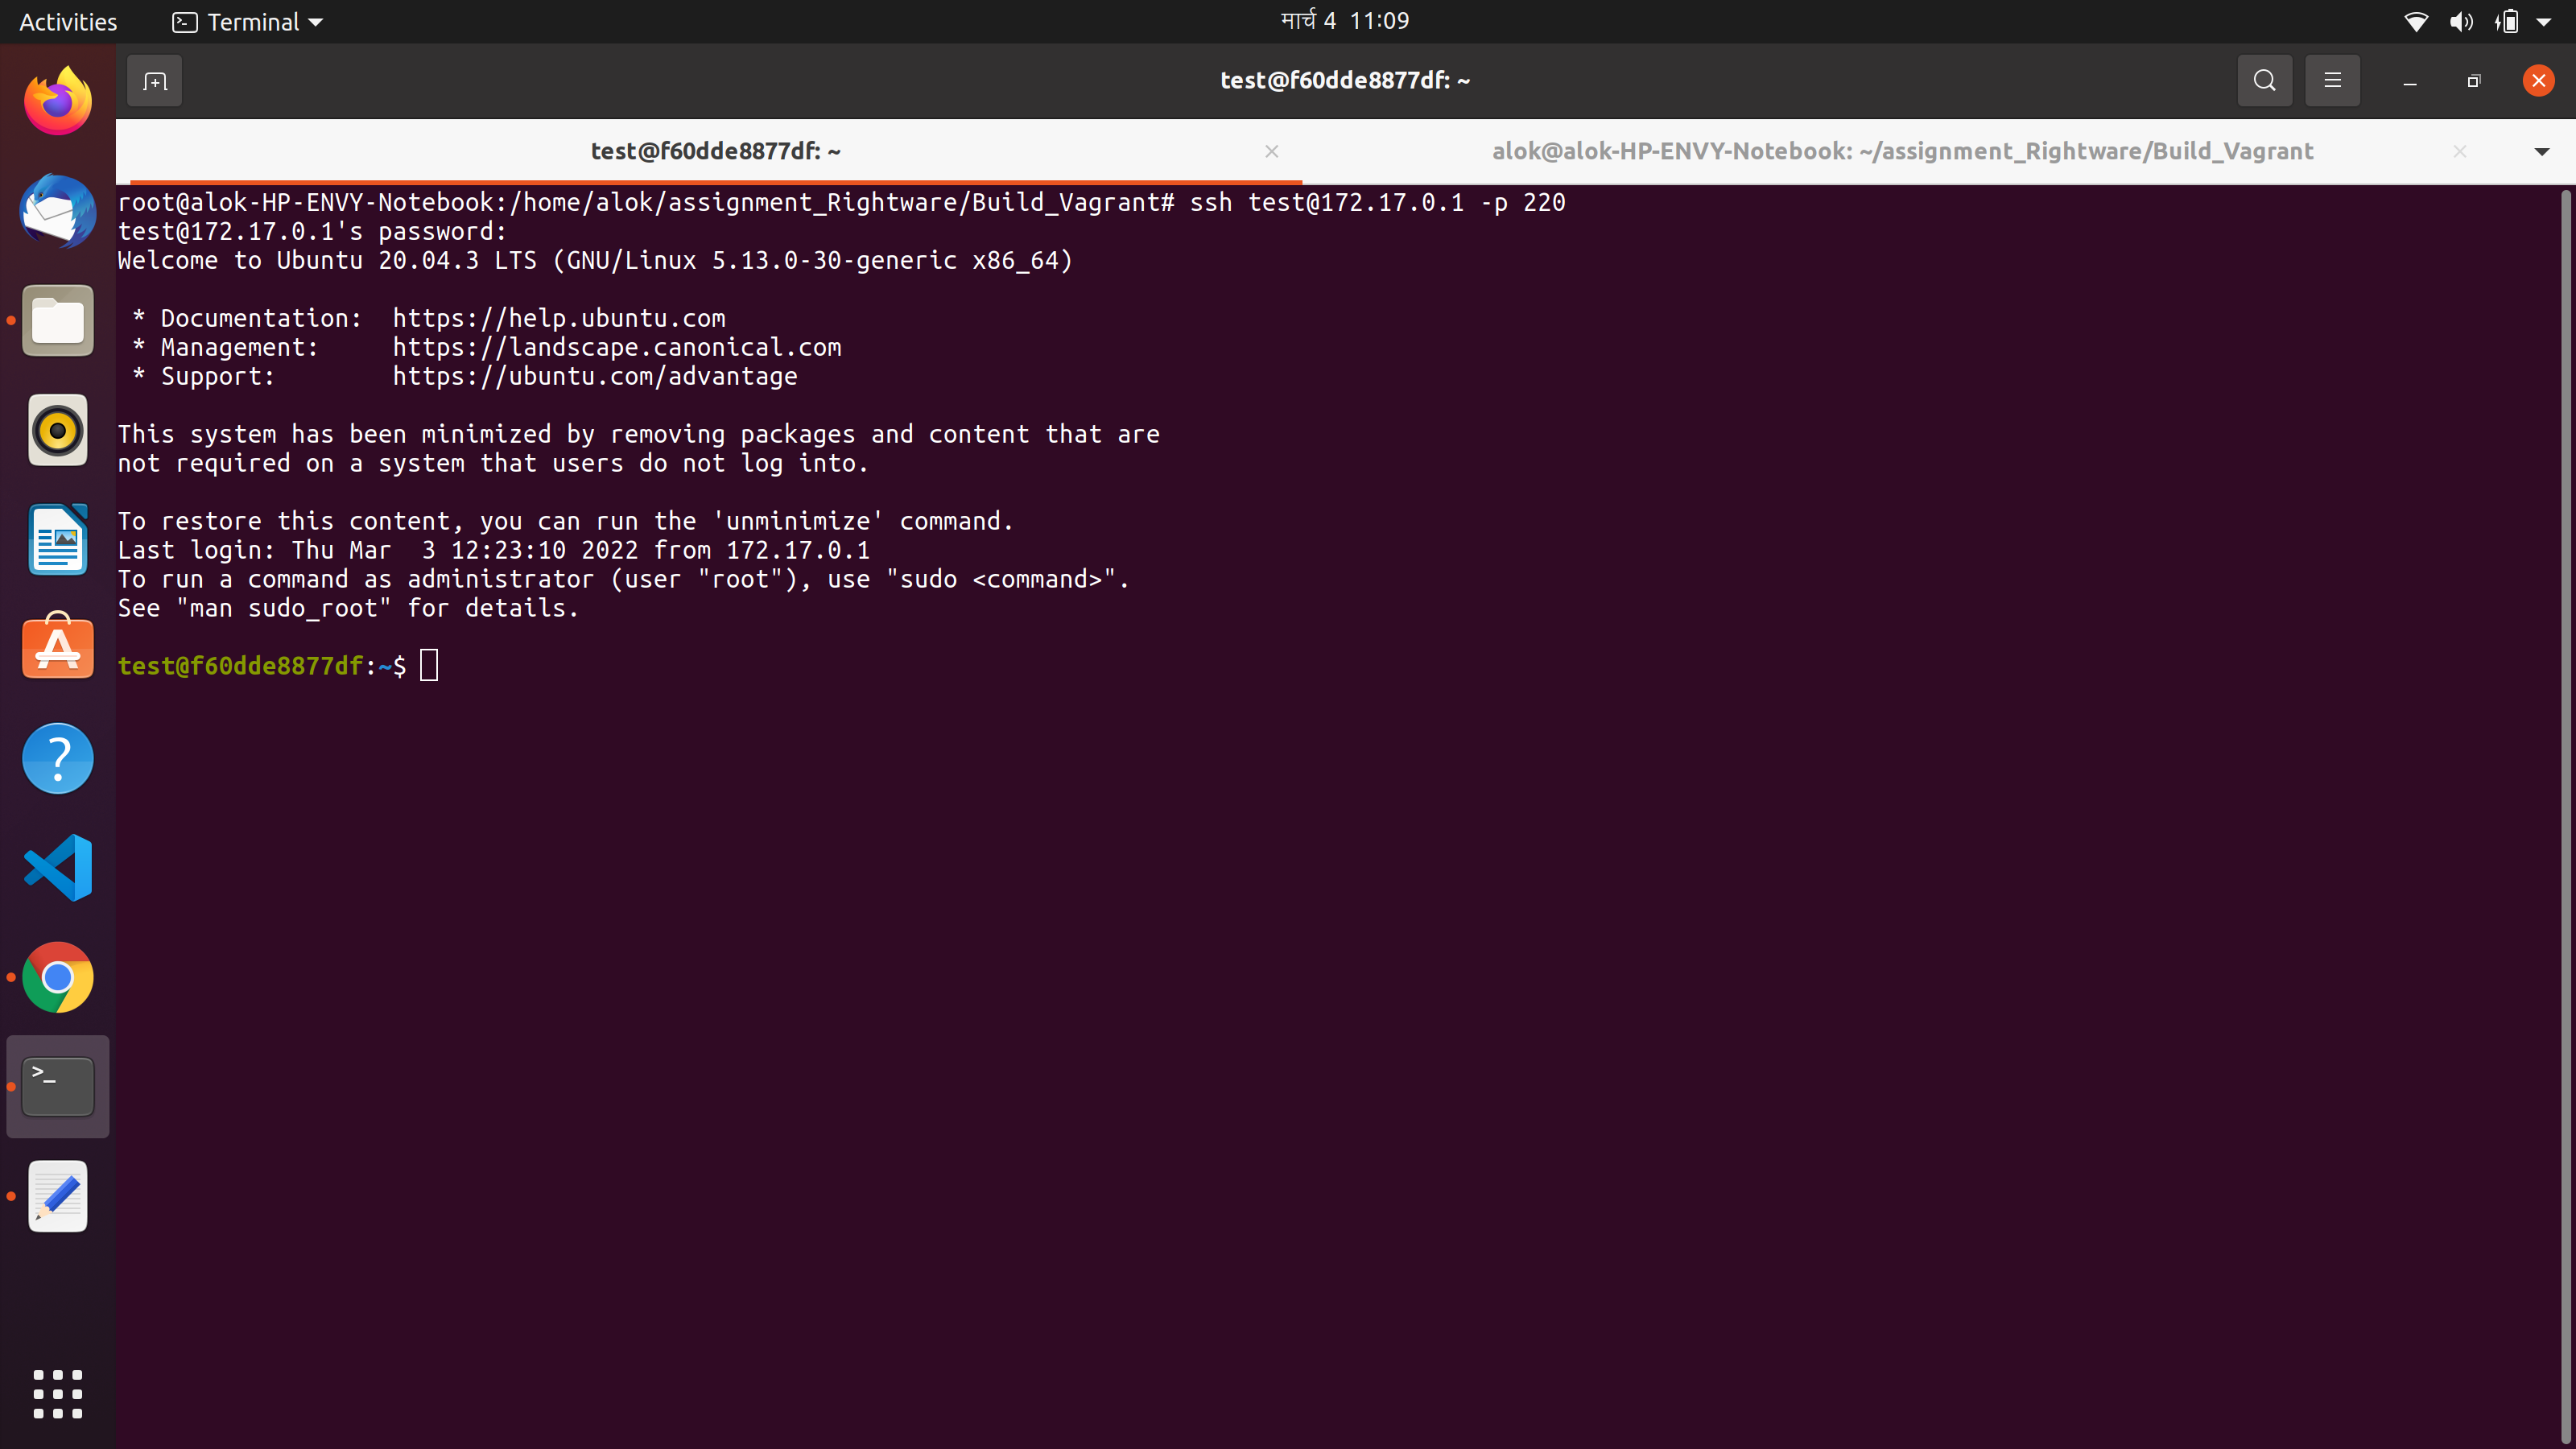 Activities Terminal मार्च 4 11:09
test@f60dde8877df: ~
test@f60dde8877df: ~ alok@alok-HP-ENVY-Notebook: ~/assignment_Rightware/Build_Vagrant
root@alok-HP-ENVY-Notebook:/home/alok/assignment_Rightware/Build_Vagrant# ssh test@172.17.0.1 -p 220
test@172.17.0.1's password:
Welcome to Ubuntu 20.04.3 LTS (GNU/Linux 5.13.0-30-generic x86_64)
* Documentation:  https://help.ubuntu.com
* Management:     https://landscape.canonical.com
* Support:        https://ubuntu.com/advantage
This system has been minimized by removing packages and content that are
not required on a system that users do not log into.
To restore this content, you can run the 'unminimize' command.
Last login: Thu Mar  3 12:23:10 2022 from 172.17.0.1
To run a command as administrator (user "root"), use "sudo <command>".
See "man sudo_root" for details.
test@f60dde8877df:~$